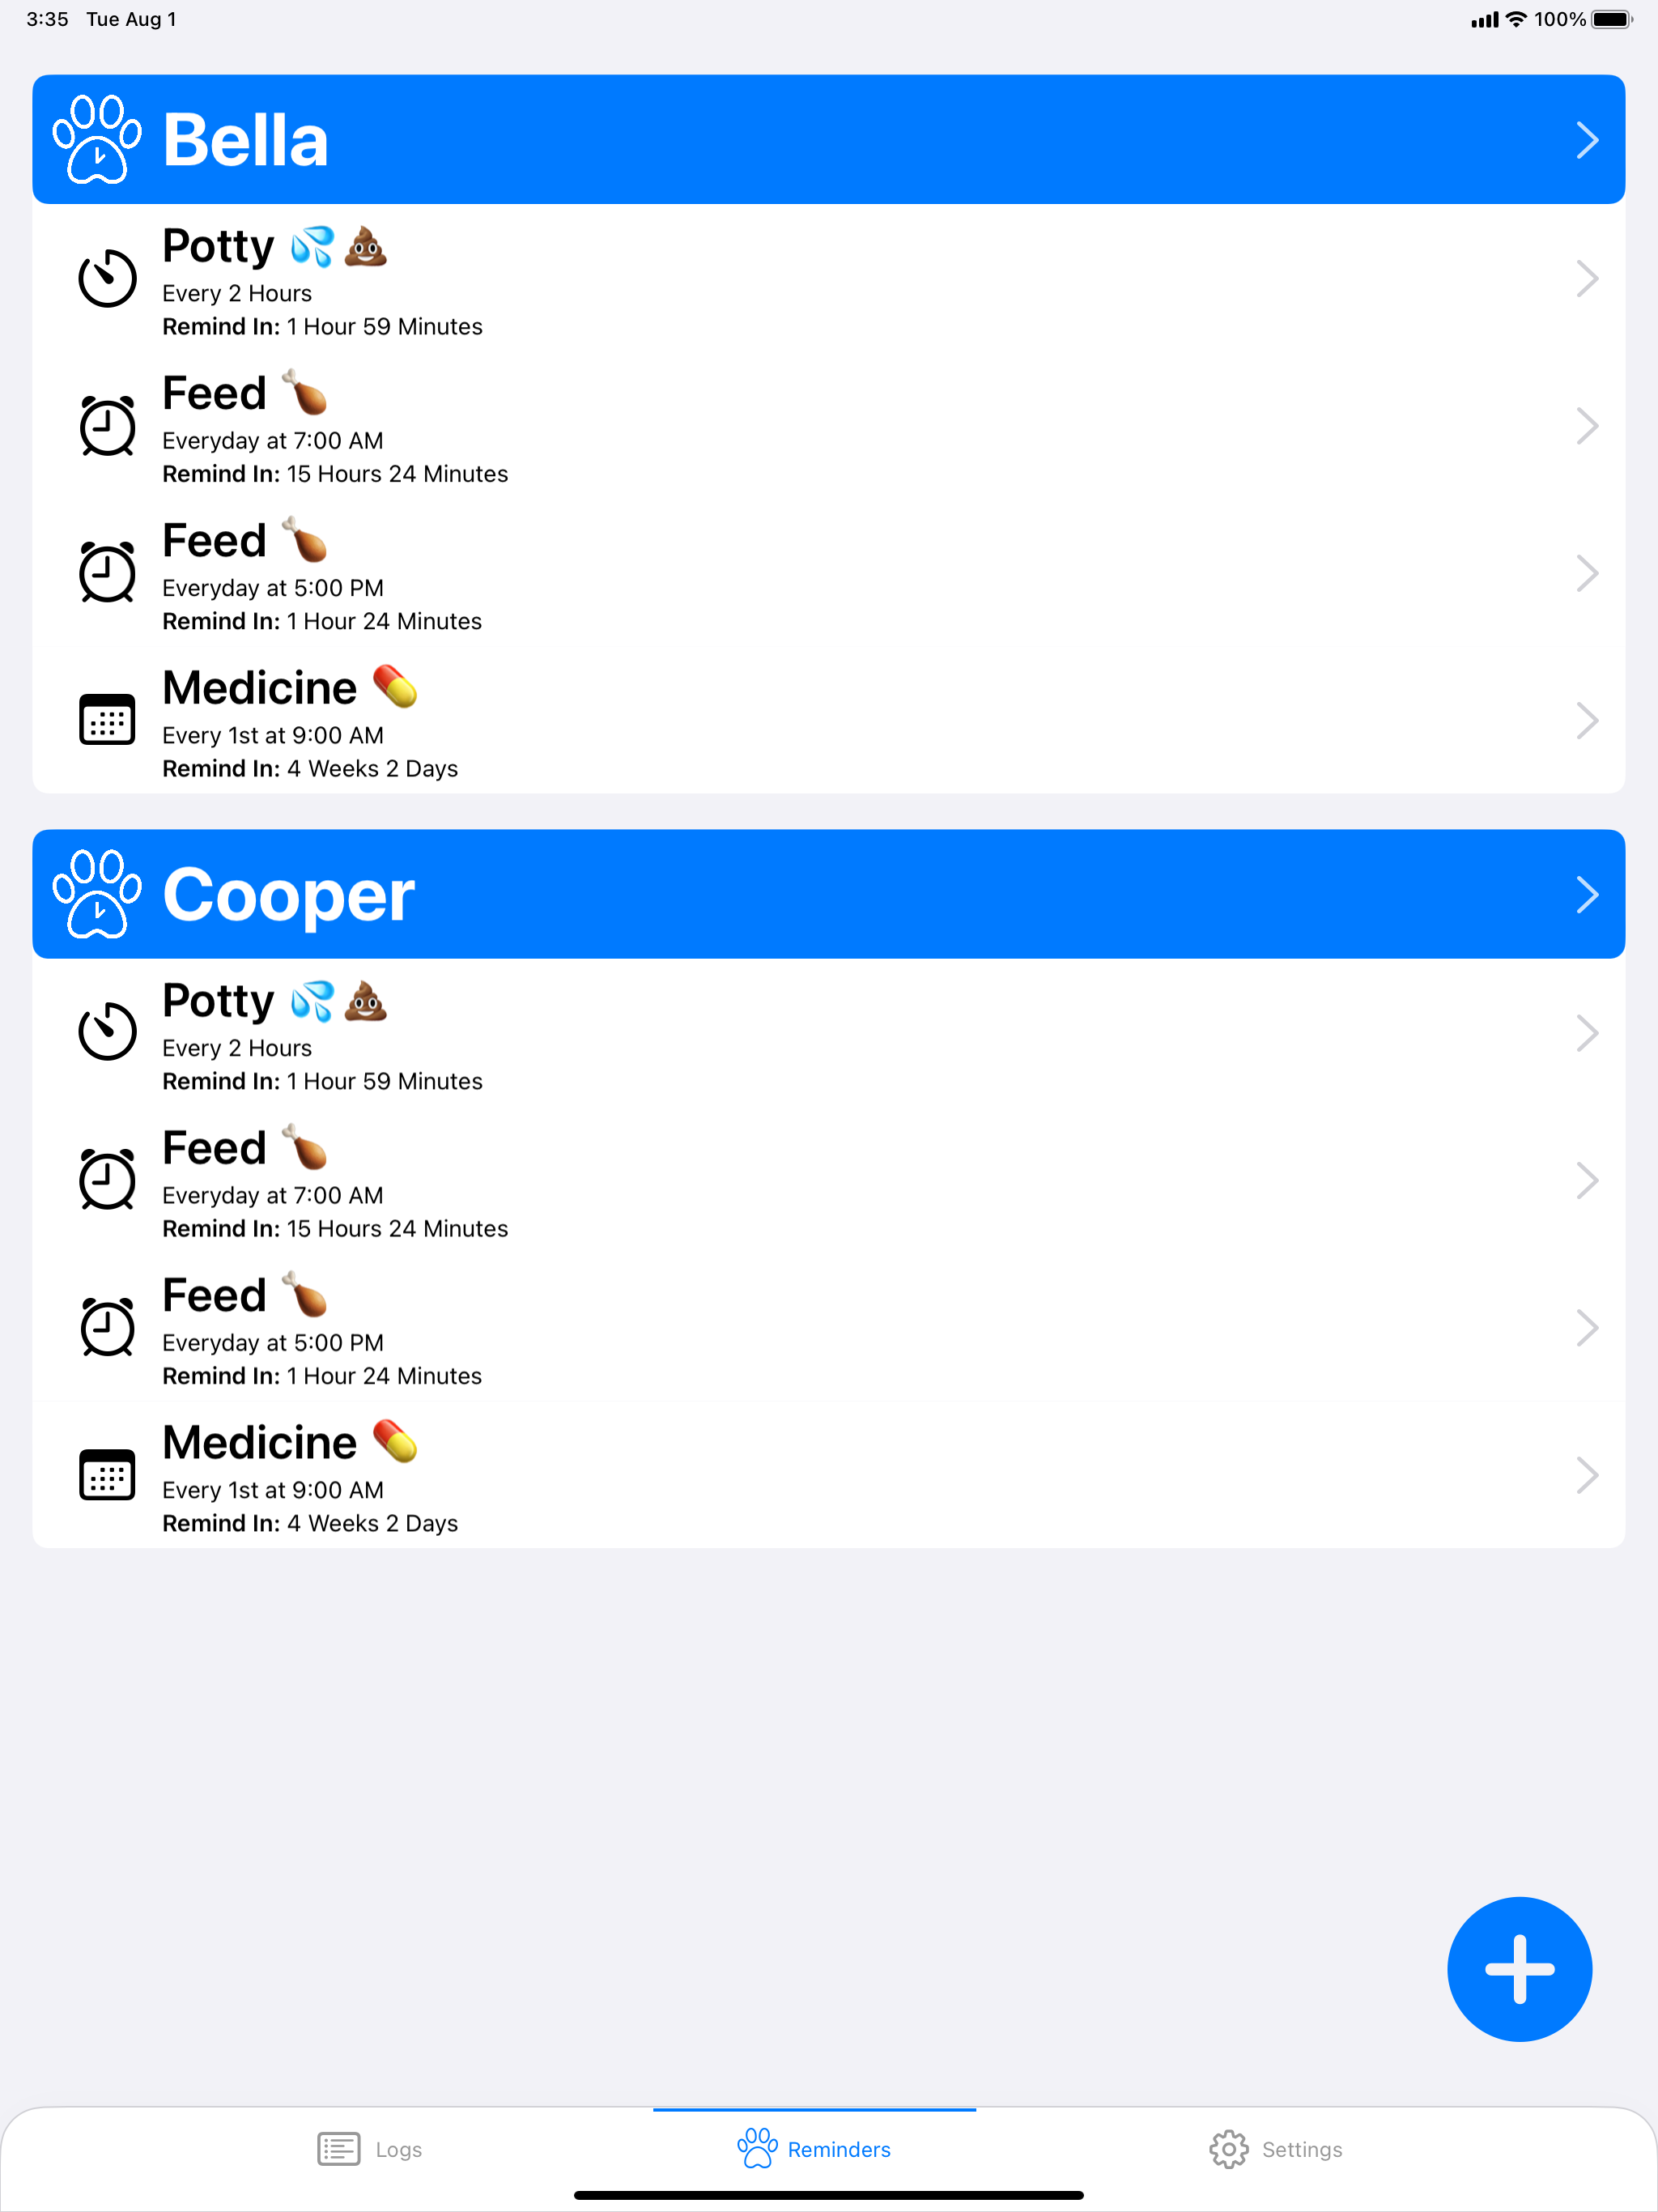 3:35 Tue Aug 1 100%
Bella
Potty 💦 💩
Every 2 Hours
Remind In: 1 Hour 59 Minutes
Feed 🍗
Everyday at 7:00 AM
Remind In: 15 Hours 24 Minutes
Feed 🍗
Everyday at 5:00 PM
Remind In: 1 Hour 24 Minutes
Medicine 💊
Every 1st at 9:00 AM
Remind In: 4 Weeks 2 Days
Cooper
Potty 💦 💩
Every 2 Hours
Remind In: 1 Hour 59 Minutes
Feed 🍗
Everyday at 7:00 AM
Remind In: 15 Hours 24 Minutes
Feed 🍗
Everyday at 5:00 PM
Remind In: 1 Hour 24 Minutes
Medicine 💊
Every 1st at 9:00 AM
Remind In: 4 Weeks 2 Days
Logs Reminders Settings